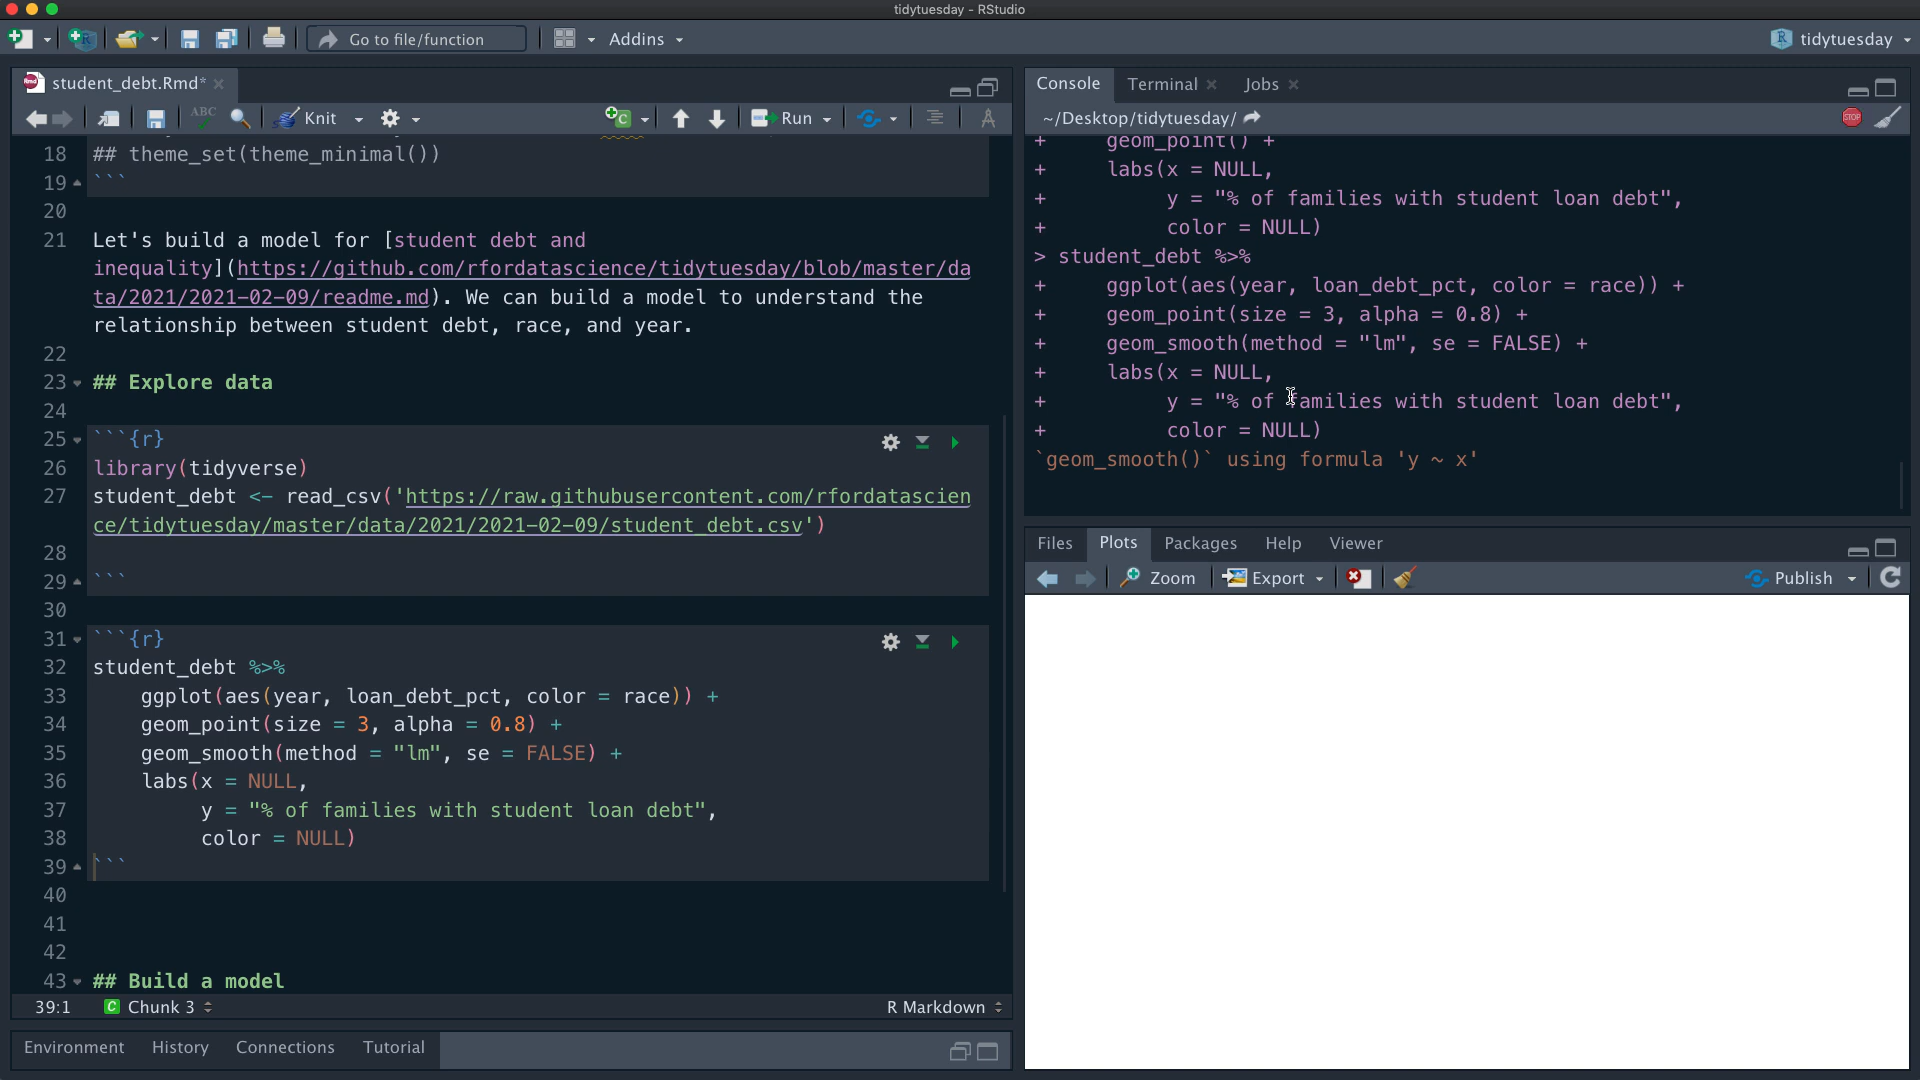 tidytuesday - RStudio
Go to file/function
Addins
tidytuesday
student_debt.Rmd*
ABC
Knit
Run
18 ## theme_set(theme_minimal())
19 ```
20
21 Let's build a model for [student debt and
inequality](https://github.com/rfordatascience/tidytuesday/blob/master/da
ta/2021/2021-02-09/readme.md). We can build a model to understand the
relationship between student debt, race, and year.
22
23 ## Explore data
24
25 ```{r}
26 library(tidyverse)
27 student_debt <- read_csv('https://raw.githubusercontent.com/rfordatascien
ce/tidytuesday/master/data/2021/2021-02-09/student_debt.csv')
28
29 ```
30
31 ```{r}
32 student_debt %>%
33 ggplot(aes(year, loan_debt_pct, color = race)) +
34 geom_point(size = 3, alpha = 0.8) +
35 geom_smooth(method = "lm", se = FALSE) +
36 labs(x = NULL,
37 y = "% of families with student loan debt",
38 color = NULL)
39 ```
40
41
42
43 ## Build a model
39:1 C Chunk 3 R Markdown
Environment History Connections Tutorial
Console Terminal Jobs
~/Desktop/tidytuesday/
STOP
+ geom_point() +
+ labs(x = NULL,
+ y = "% of families with student loan debt",
+ color = NULL)
> student_debt %>%
+ ggplot(aes(year, loan_debt_pct, color = race)) +
+ geom_point(size = 3, alpha = 0.8) +
+ geom_smooth(method = "lm", se = FALSE) +
+ labs(x = NULL,
+ y = "% of families with student loan debt",
+ color = NULL)
`geom_smooth()` using formula 'y ~ x'
Files Plots Packages Help Viewer
Zoom Export Publish